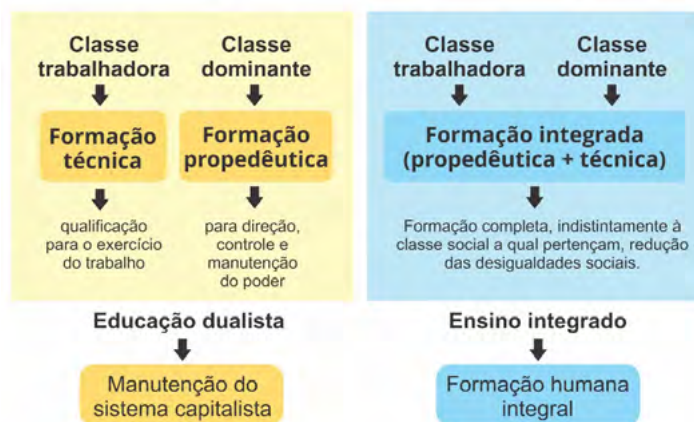 Classe
trabalhadora
Classe
dominante
Formação
técnica
Formação
propedêutica
qualificação
para o exercício
do trabalho
para direção,
controle e
manutenção
do poder
Educação dualista
Manutenção do
sistema capitalista
Classe
trabalhadora
Classe
dominante
Formação integrada
(propedêutica + técnica)
Formação completa, indistintamente à
classe social a qual pertençam, redução
das desigualdades sociais.
Ensino integrado
Formação humana
integral